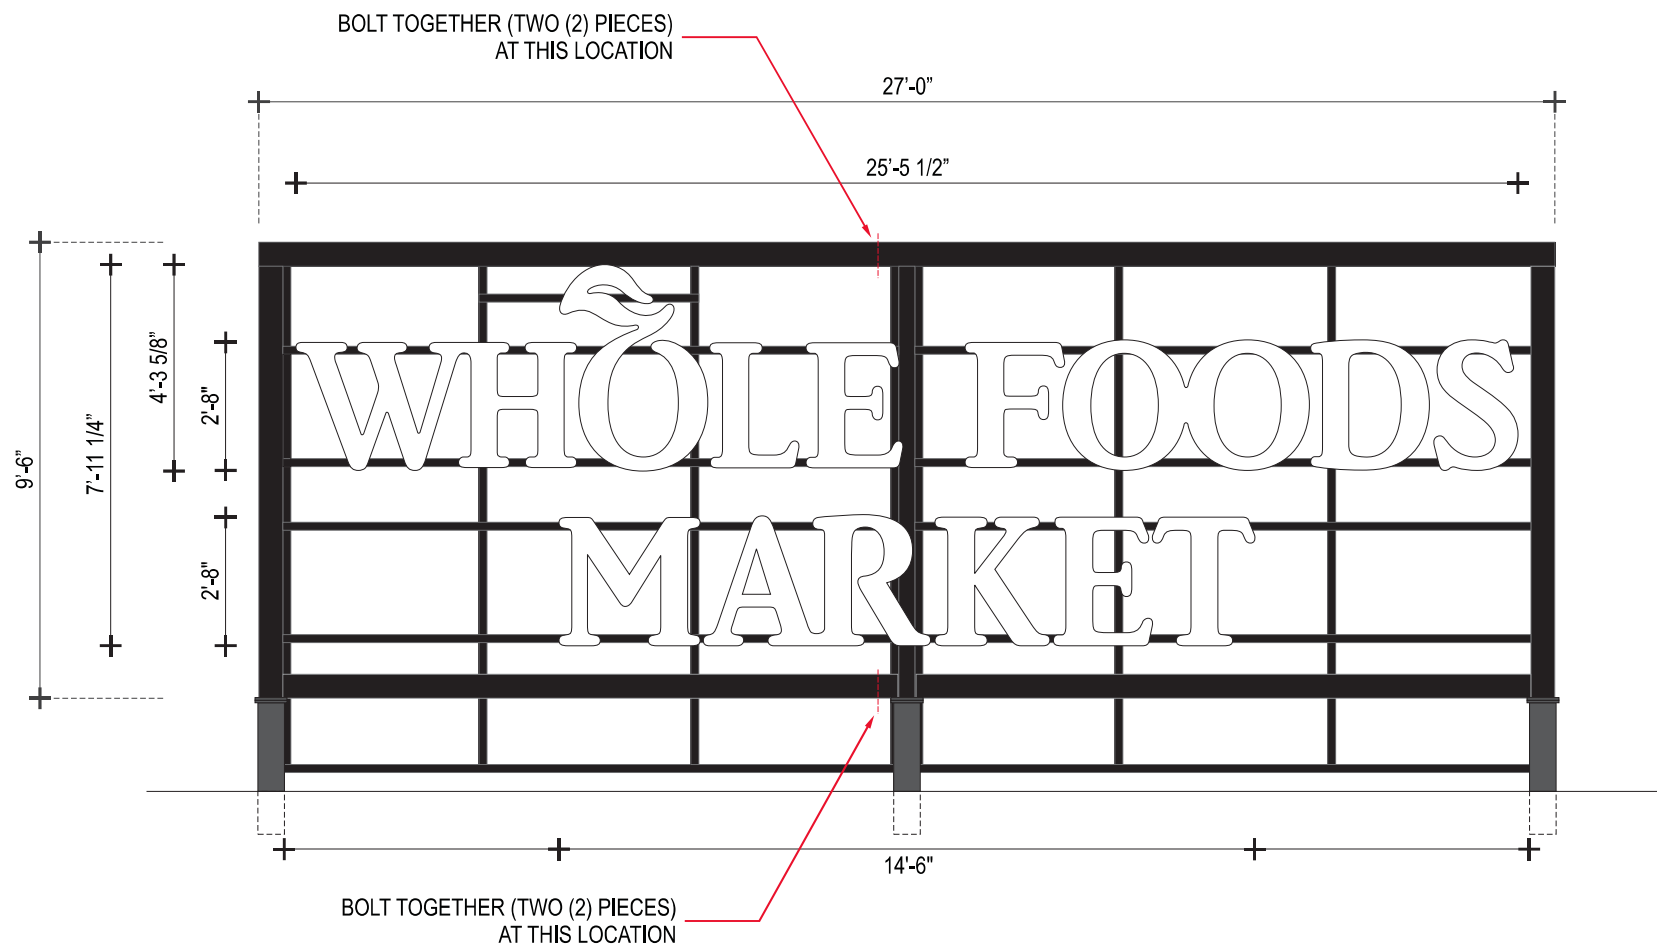 BOLT TOGETHER (TWO (2) PIECES)
AT THIS LOCATION
27’-0”
25’-5 1/2”
9’-6”
7’-11 1/4”
4’-3 5/8”
2’-8”
2’-8"
WHOLE FOODS
MARKET
14’-6"
BOLT TOGETHER (TWO (2) PIECES)
AT THIS LOCATION